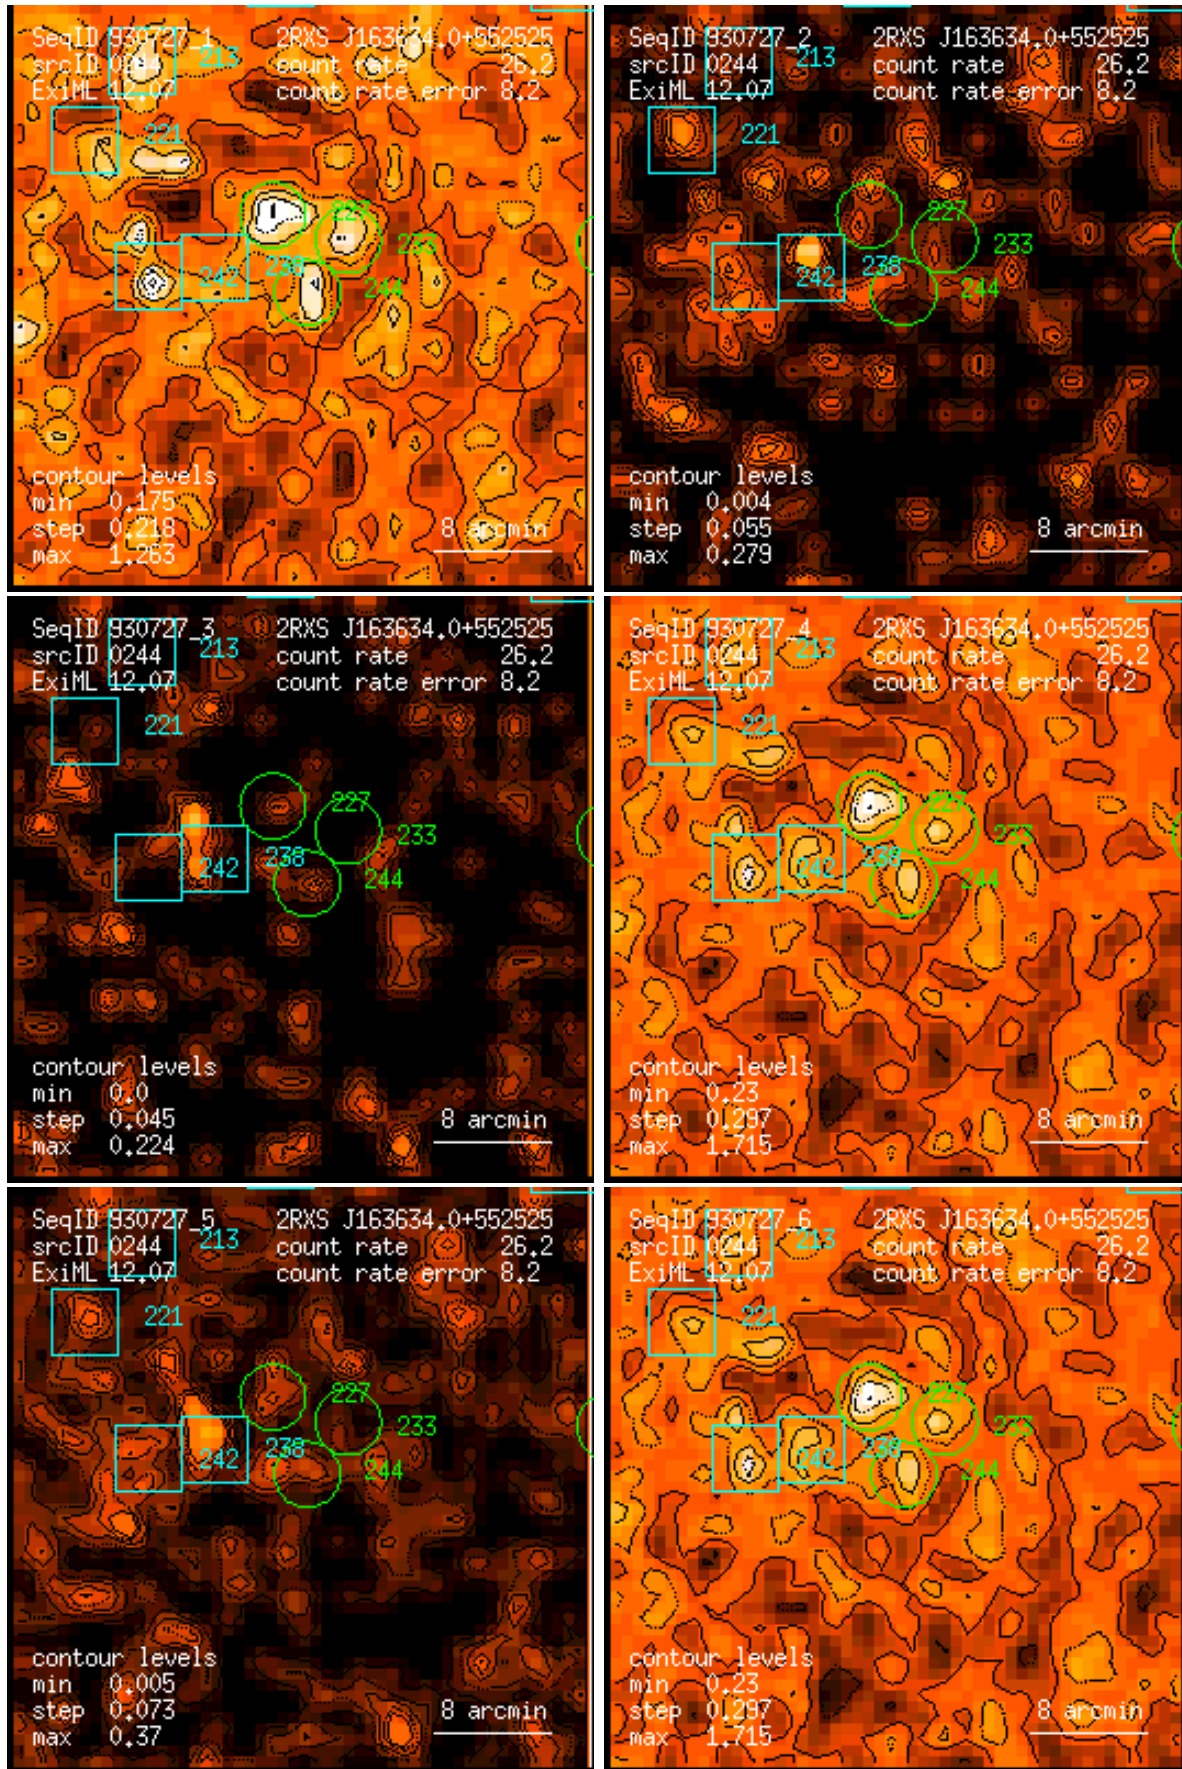 SeqID 930727_1 2RXS J163634.0+552525
srcID 0244 213 count rate 26.2
ExiML 12.07 count rate error 8.2
221
227
233
242 238
244
contour levels
min 0.175
step 0.218 8 arcmin
max 1.263
SeqID 930727_2 2RXS J163634.0+552525
srcID 0244 213 count rate 26.2
ExiML 12.07 count rate error 8.2
221
227
233
242 238
244
contour levels
min 0.004
step 0.055 8 arcmin
max 0.279
SeqID 930727_3 2RXS J163634.0+552525
srcID 0244 213 count rate 26.2
ExiML 12.07 count rate error 8.2
221
227
233
242 238
244
contour levels
min 0.0
step 0.045 8 arcmin
max 0.224
SeqID 930727_4 2RXS J163634.0+552525
srcID 0244 213 count rate 26.2
ExiML 12.07 count rate error 8.2
221
227
233
242 238
244
contour levels
min 0.23
step 0.297 8 arcmin
max 1.715
SeqID 930727_5 2RXS J163634.0+552525
srcID 0244 213 count rate 26.2
ExiML 12.07 count rate error 8.2
221
227
233
242 238
244
contour levels
min 0.005
step 0.073 8 arcmin
max 0.37
SeqID 930727_6 2RXS J163634.0+552525
srcID 0244 213 count rate 26.2
ExiML 12.07 count rate error 8.2
221
227
233
242 238
244
contour levels
min 0.23
step 0.297 8 arcmin
max 1.715